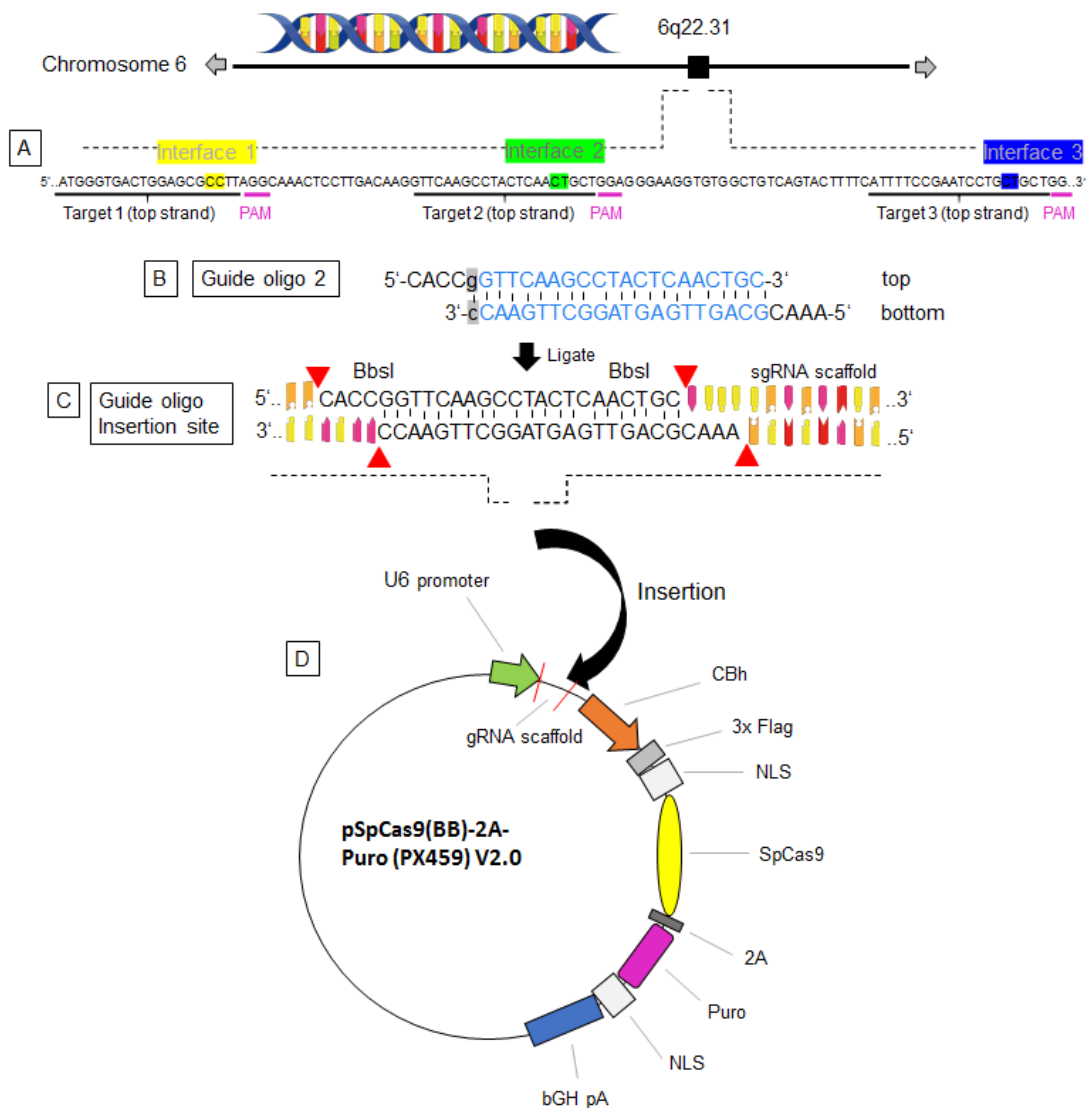 6q22.31
Chromosome 6
A
Interface 1
Interface 2
Interface 3
5'..ATGGGTGACTGGAGCGCCTTAGGCAAACTCCTTGACAAGGTTCAAGCCTACTCAACTGCTGGAGGGAAGGTGTGGCTGTCAGTACTTTTCATTTTCCGAATCCTGCTGCTGG..3'
Target 1 (top strand) PAM Target 2 (top strand) PAM Target 3 (top strand) PAM
B Guide oligo 2 5'-CACCgGTTCAAGCCTACTCAACTGC-3' top
3'-cCAAGTTCGGATGAGTTGACGCAAA-5' bottom
Ligate
BbsI BbsI sgRNA scaffold
C Guide oligo
Insertion site
5'.. CACCGGTTCAAGCCTACTCAACTGC ..3'
3'.. CCAAGTTCGGATGAGTTGACGCAAA ..5'
U6 promoter
Insertion
D
CBh
gRNA scaffold
3x Flag
NLS
pSpCas9(BB)-2A-
Puro (PX459) V2.0
SpCas9
2A
Puro
NLS
bGH pA